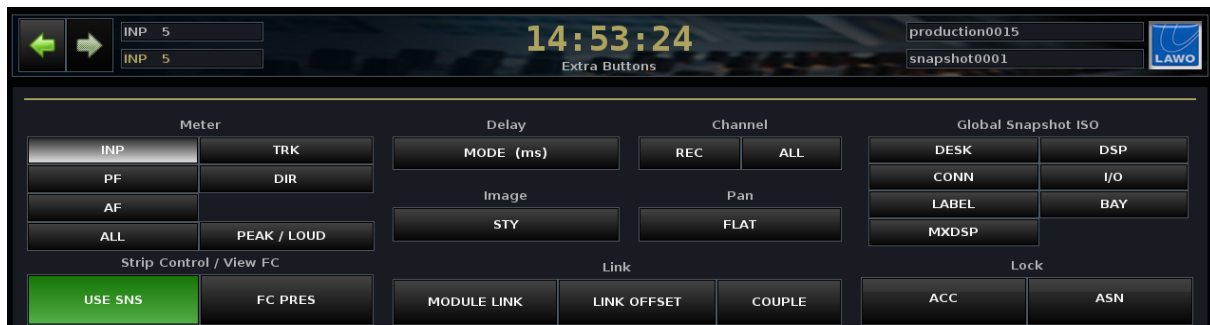 INP 5
INP 5
14:53:24
Extra Buttons
production0015
snapshot0001
LAWO
Meter
INP TRK
PF DIR
AF
ALL PEAK / LOUD
Strip Control / View FC
USE SNS FC PRES
Delay
MODE (ms)
Image
STY
Channel
REC ALL
Pan
FLAT
Link
MODULE LINK LINK OFFSET COUPLE
Global Snapshot ISO
DESK DSP
CONN I/O
LABEL BAY
MXDSP
Lock
ACC ASN